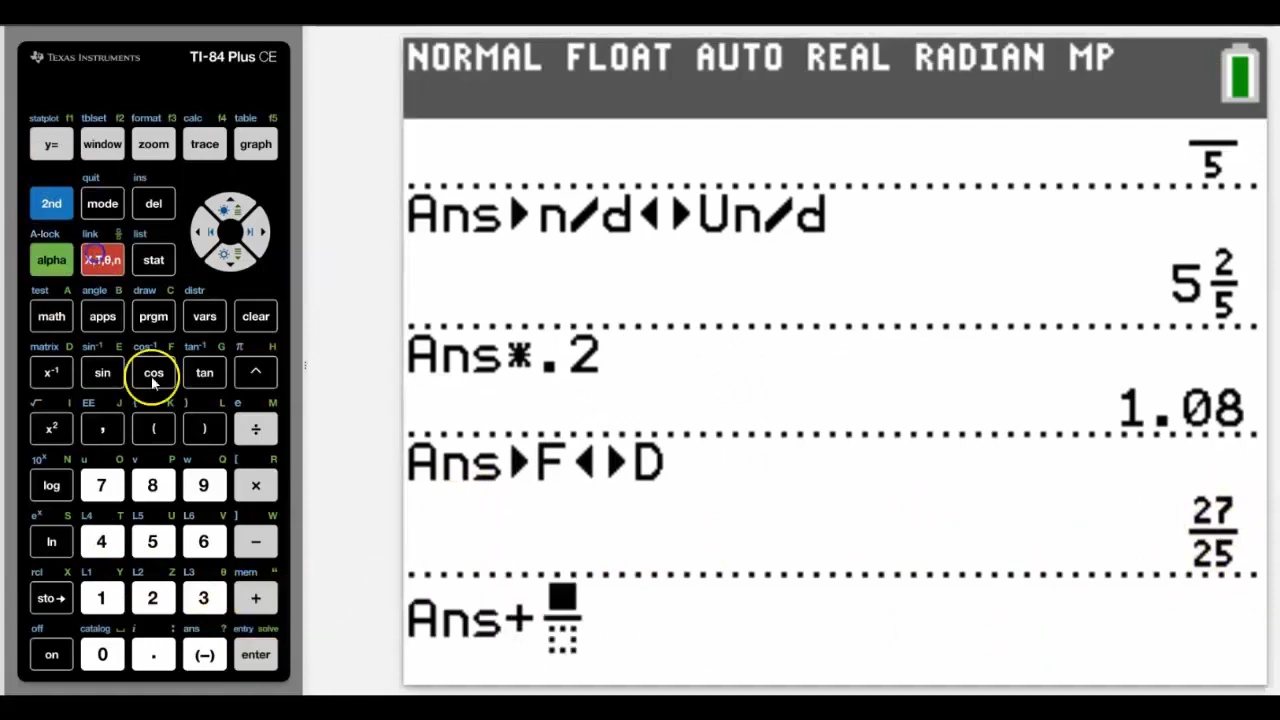 TEXAS INSTRUMENTS TI-84 Plus CE
statplot f1 tblset f2 format f3 calc f4 table f5
y= window zoom trace graph
quit ins
2nd mode del
A-lock link list
alpha X,T,θ,n stat
test A angle B draw C distr
math apps prgm vars clear
matrix D sin⁻¹ E cos⁻¹ F tan⁻¹ G π H
x⁻¹ sin cos tan ^
√ I EE J { K } L e M
x² , ( ) ÷
10ˣ N u O v P w Q [ R
log 7 8 9 ×
eˣ S L4 T L5 U L6 V ] W
ln 4 5 6 −
rcl X L1 Y L2 Z L3 θ mem "
sto→ 1 2 3 +
off catalog ⎵ i : ans ? entry solve
on 0 . (−) enter
NORMAL FLOAT AUTO REAL RADIAN MP
5
Ans▶n/d◀▶Un/d
5 2/5
Ans*.2
1.08
Ans▶F◀▶D
27/25
Ans+